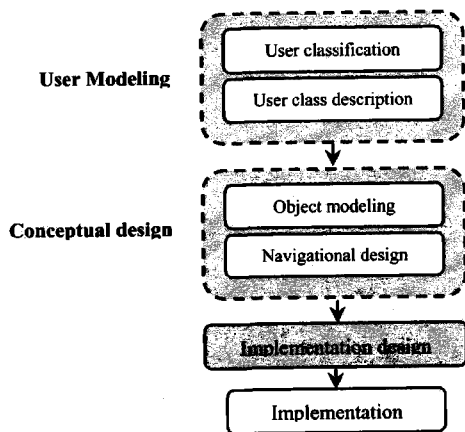 User classification
User Modeling
User class description
Object modeling
Conceptual design
Navigational design
Implementation design
Implementation